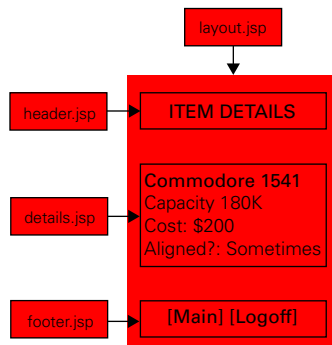 layout.jsp
header.jsp
ITEM DETAILS
details.jsp
Commodore 1541
Capacity 180K
Cost: $200
Aligned?: Sometimes
footer.jsp
[Main] [Logoff]